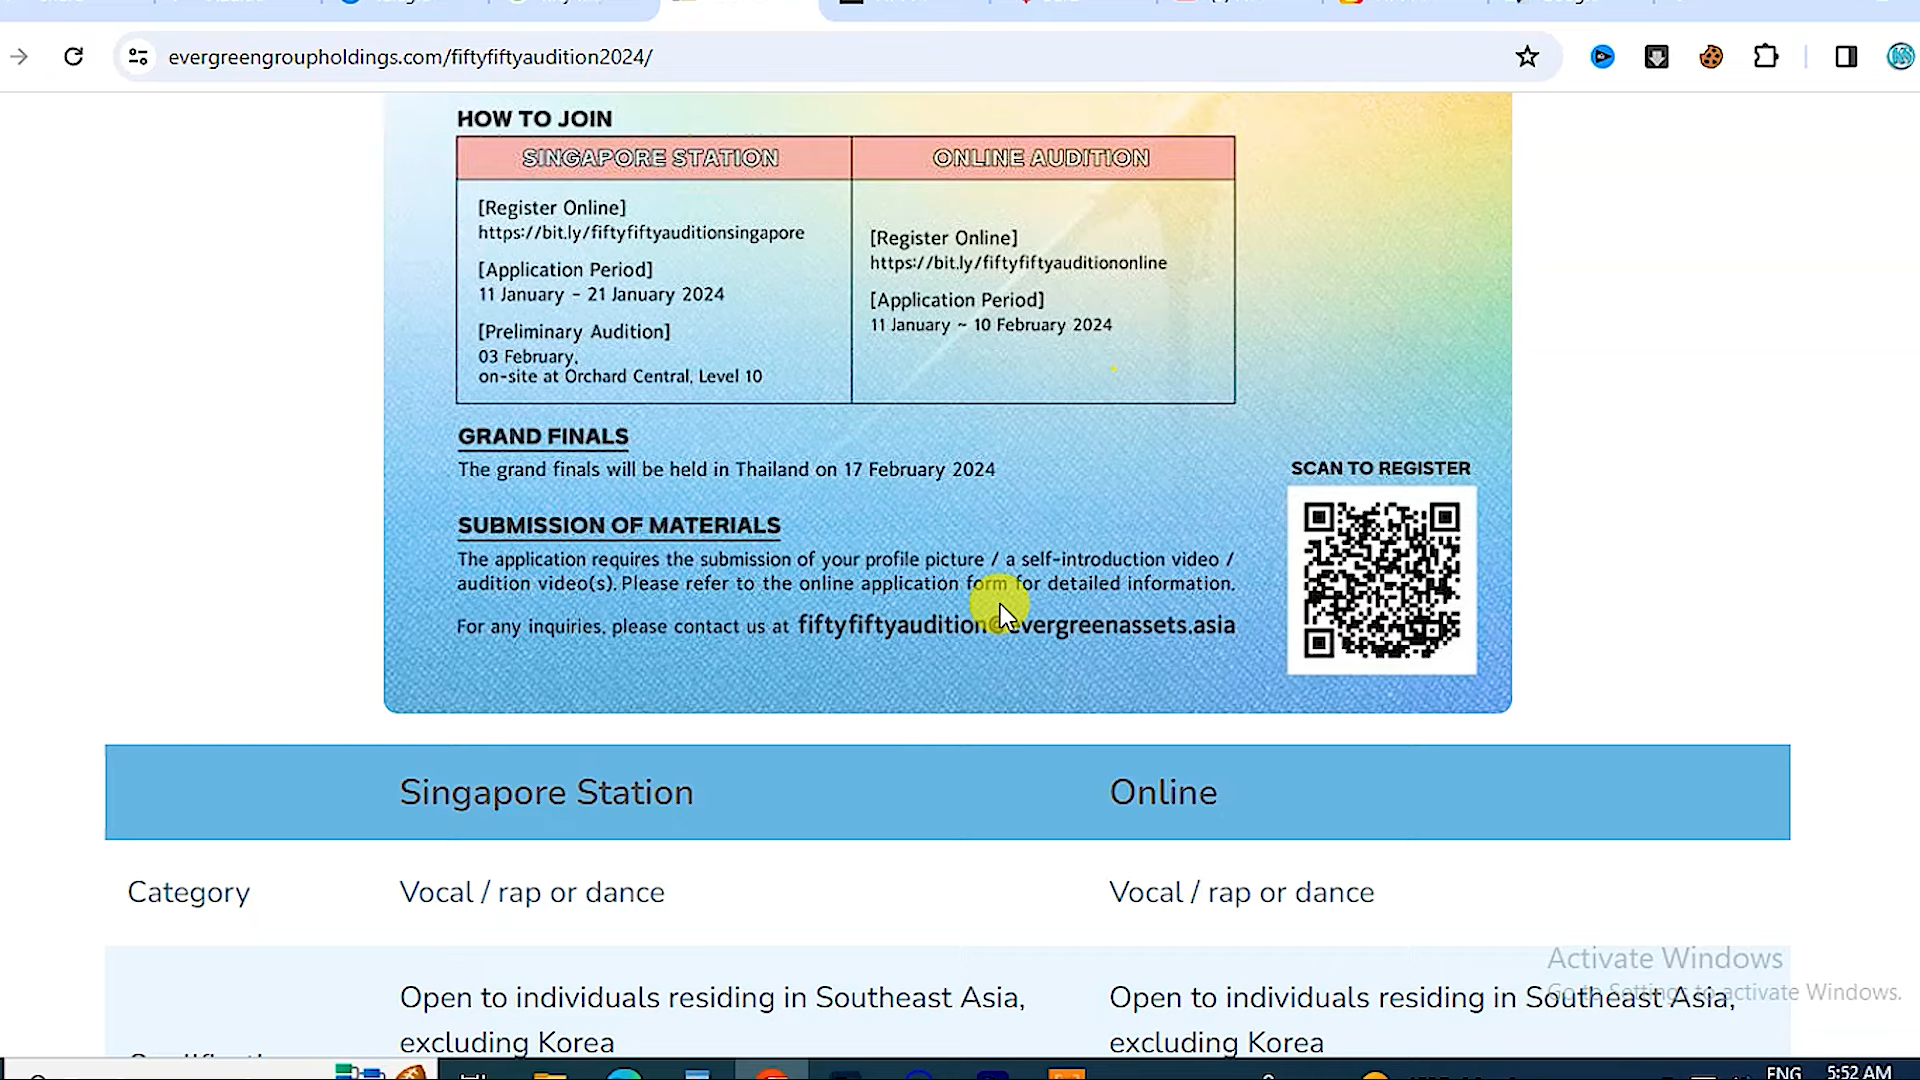 evergreengroupholdings.com/fiftyfiftyaudition2024/
HOW TO JOIN
SINGAPORE STATION
[Register Online]
https://bit.ly/fiftyfiftyauditionsingapore
[Application Period]
11 January - 21 January 2024
[Preliminary Audition]
03 February,
on-site at Orchard Central, Level 10
ONLINE AUDITION
[Register Online]
https://bit.ly/fiftyfiftyauditiononline
[Application Period]
11 January ~ 10 February 2024
GRAND FINALS
The grand finals will be held in Thailand on 17 February 2024
SUBMISSION OF MATERIALS
The application requires the submission of your profile picture / a self-introduction video /
audition video(s). Please refer to the online application form for detailed information.
For any inquiries, please contact us at fiftyfiftyaudition@evergreenassets.asia
SCAN TO REGISTER
Singapore Station Online
Category Vocal / rap or dance Vocal / rap or dance
Open to individuals residing in Southeast Asia,
excluding Korea
Open to individuals residing in Southeast Asia,
excluding Korea
Activate Windows
Go to Settings to activate Windows.
ENG 5:52 AM